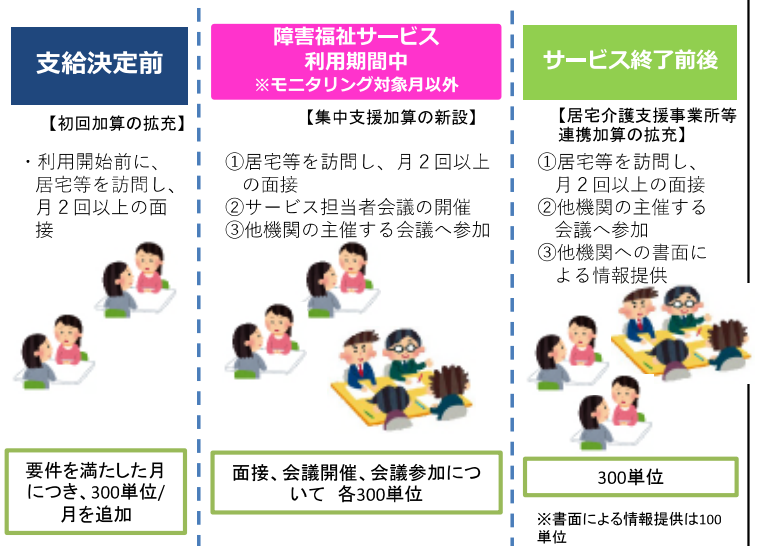 支給決定前
【初回加算の拡充】
・利用開始前に、
居宅等を訪問し、
月２回以上の面
接
要件を満たした月
につき、300単位/
月を追加
障害福祉サービス
利用期間中
※モニタリング対象月以外
【集中支援加算の新設】
①居宅等を訪問し、月２回以上
の面接
②サービス担当者会議の開催
③他機関の主催する会議へ参加
面接、会議開催、会議参加につ
いて　各300単位
サービス終了前後
【居宅介護支援事業所等
連携加算の拡充】
①居宅等を訪問し、
月２回以上の面接
②他機関の主催する
会議へ参加
③他機関への書面に
よる情報提供
300単位
※書面による情報提供は100
単位